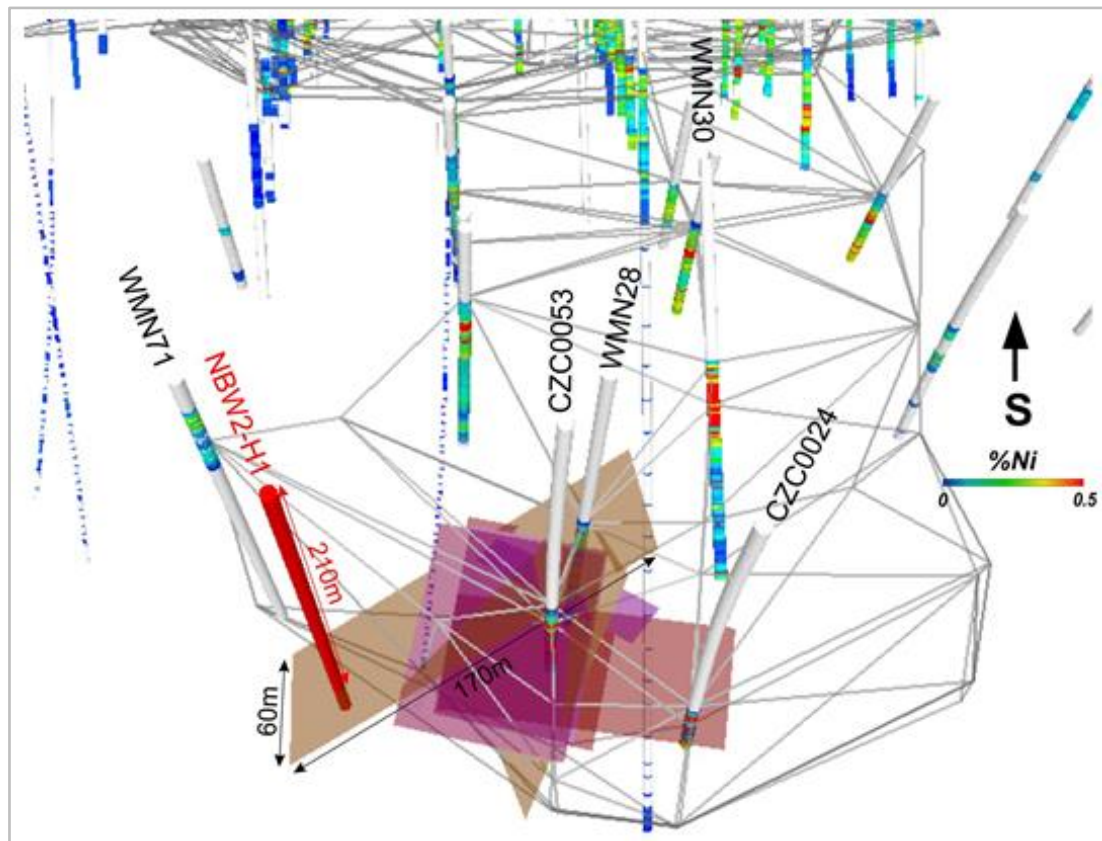 WMN30
WMN71
NBW2-H1
210m
CZC0053
WMN28
CZC0024
S
%Ni
0
0.5
170m
60m